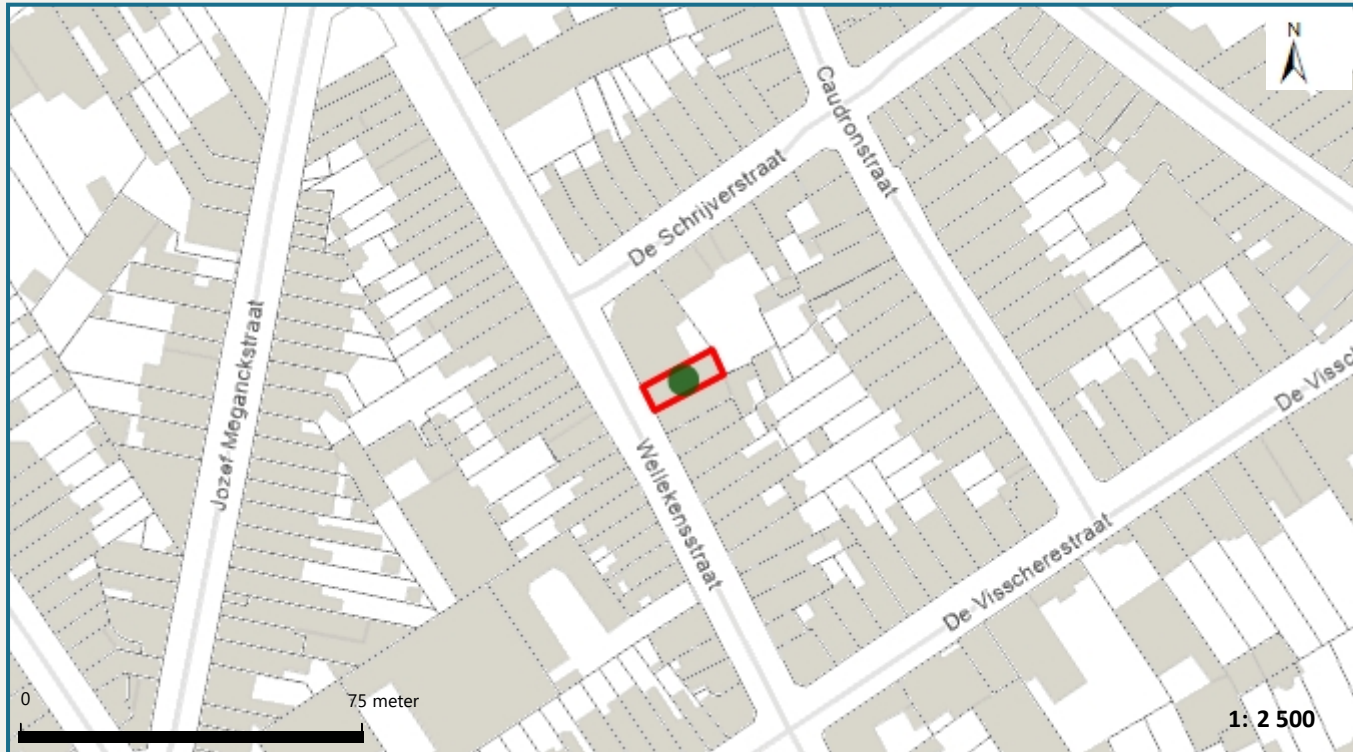 N
Caudronstraat
De Schrijverstraat
Jozef Meganckstraat
De Vissch
Wellekensstraat
De Visscherestraat
0
75 meter
1: 2 500